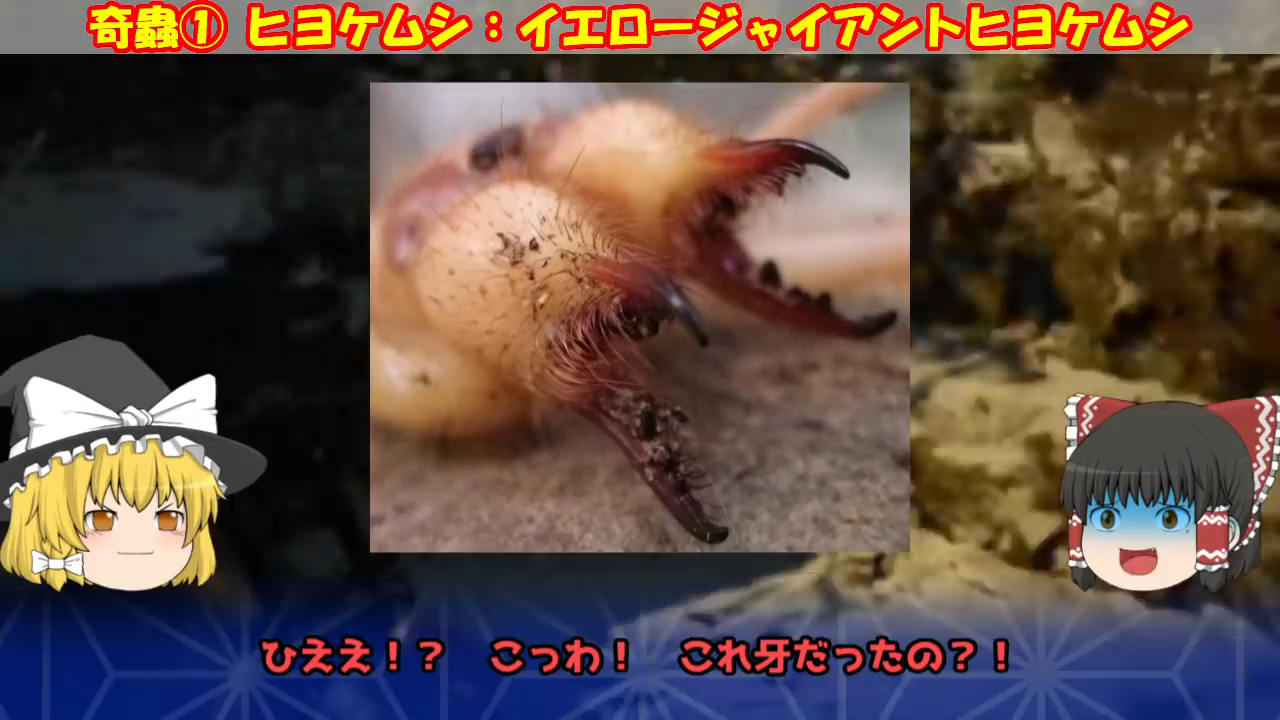 奇蟲① ヒヨケムシ：イエロージャイアントヒヨケムシ
ひええ！？　こっわ！　これ牙だったの？！